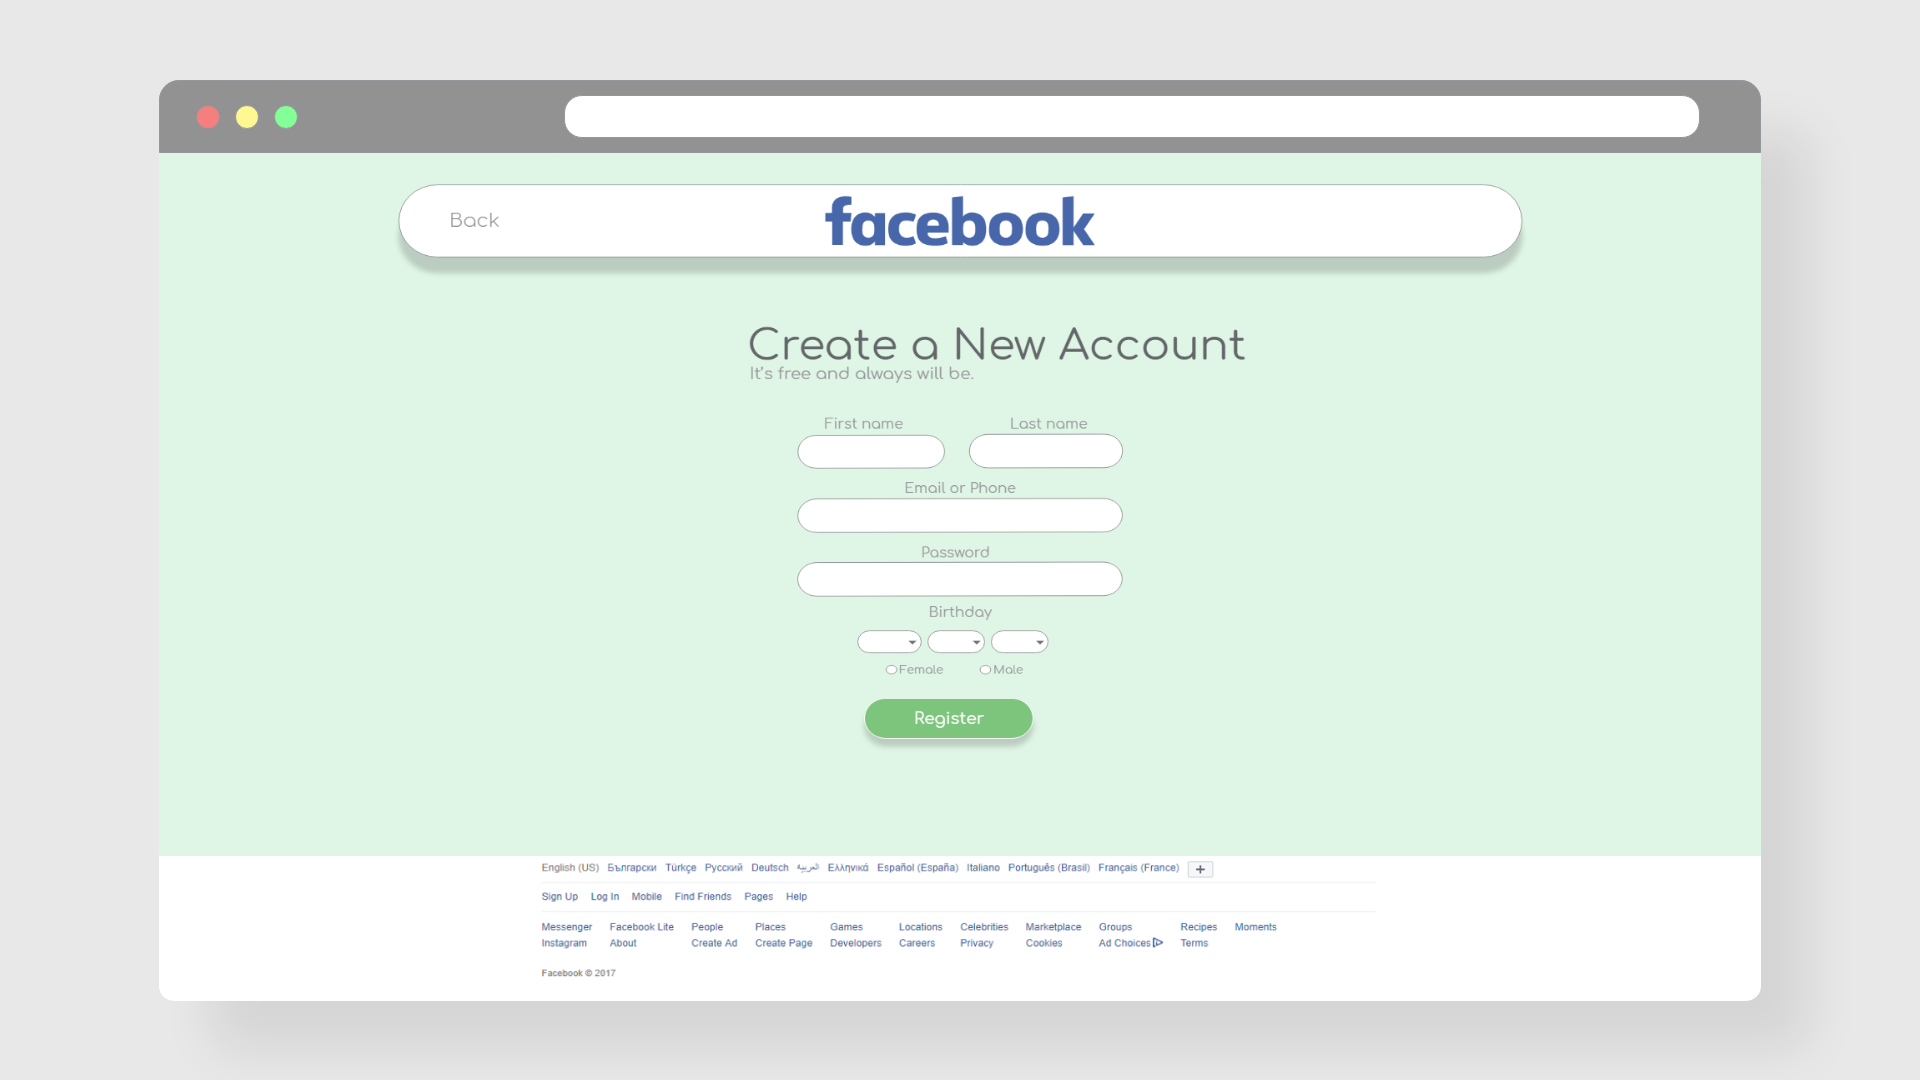 Back
facebook
Create a New Account
It's free and always will be.
First name Last name
Email or Phone
Password
Birthday
Female Male
Register
English (US) Български Türkçe Русский Deutsch العربية Ελληνικά Español (España) Italiano Português (Brasil) Français (France)
Sign Up Log In Mobile Find Friends Pages Help
Messenger Facebook Lite People Places Games Locations Celebrities Marketplace Groups Recipes Moments
Instagram About Create Ad Create Page Developers Careers Privacy Cookies Ad Choices Terms
Facebook © 2017